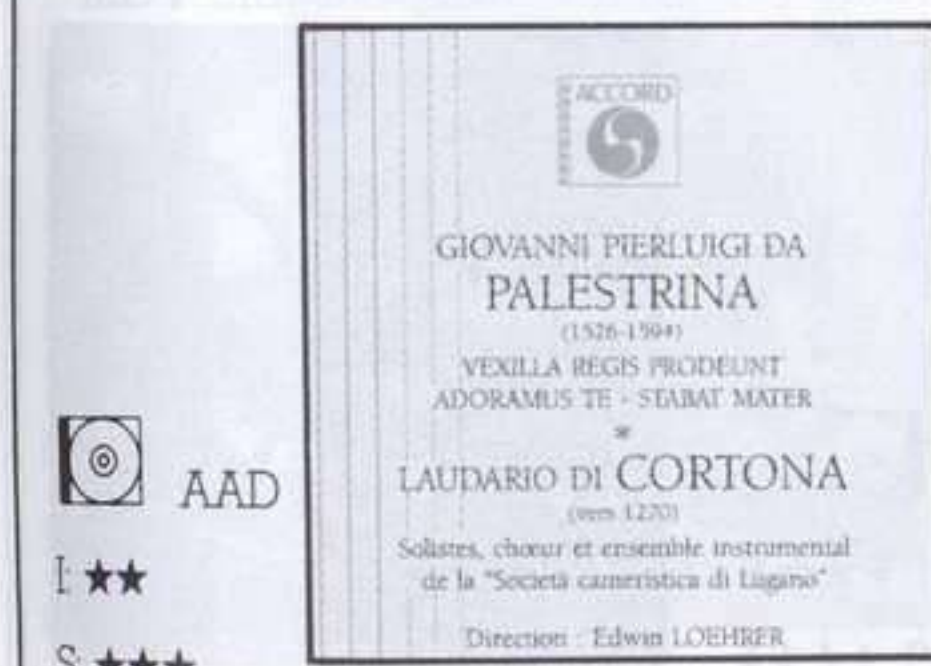 ACCORD
GIOVANNI PIERLUIGI DA
PALESTRINA
(1526-1594)
VEXILLA REGIS PRODEUNT
ADORAMUS TE - STABAT MATER
*
LAUDARIO DI CORTONA
(vers 1270)
Solistes, chœur et ensemble instrumental
de la "Società cameristica di Lugano"
Direction : Edwin LOEHRER
AAD
I: ★★
S: ★★★